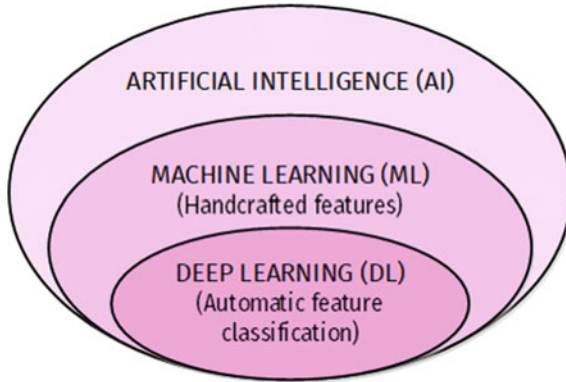 ARTIFICIAL INTELLIGENCE (AI)
MACHINE LEARNING (ML)
(Handcrafted features)
DEEP LEARNING (DL)
(Automatic feature
classification)